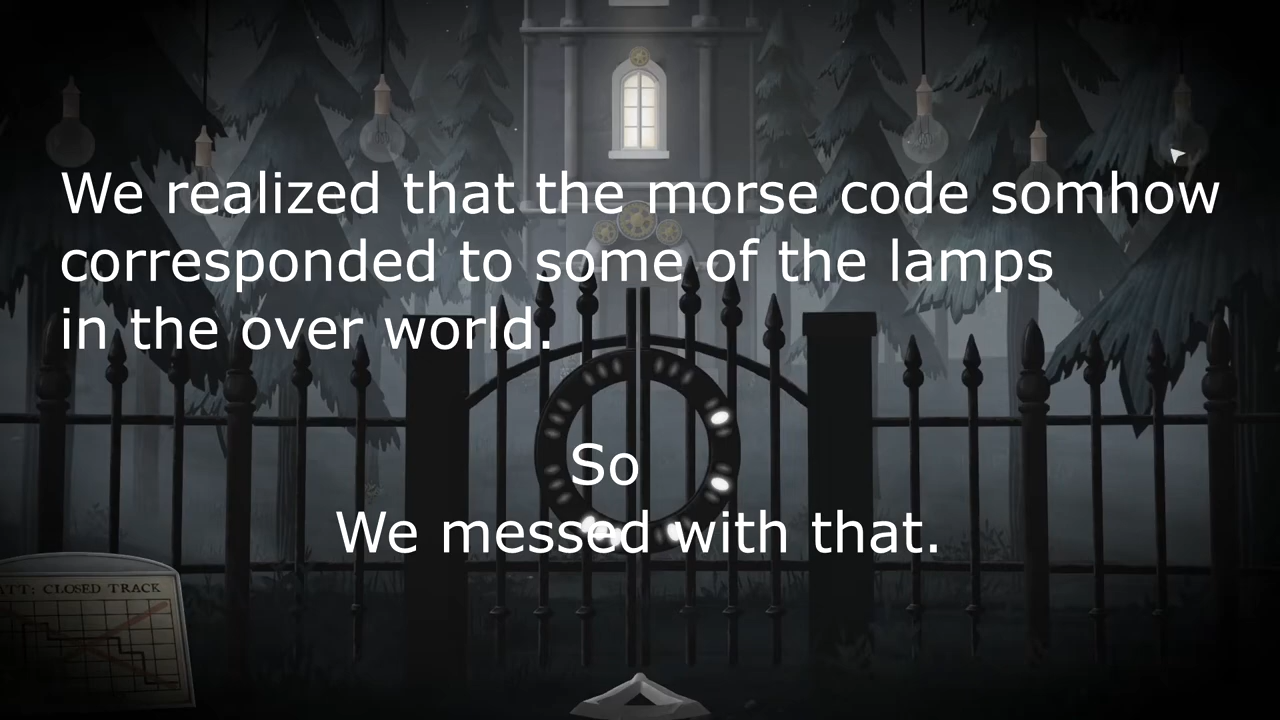 We realized that the morse code somhow
corresponded to some of the lamps
in the over world.
So
We messed with that.
ATT: CLOSED TRACK